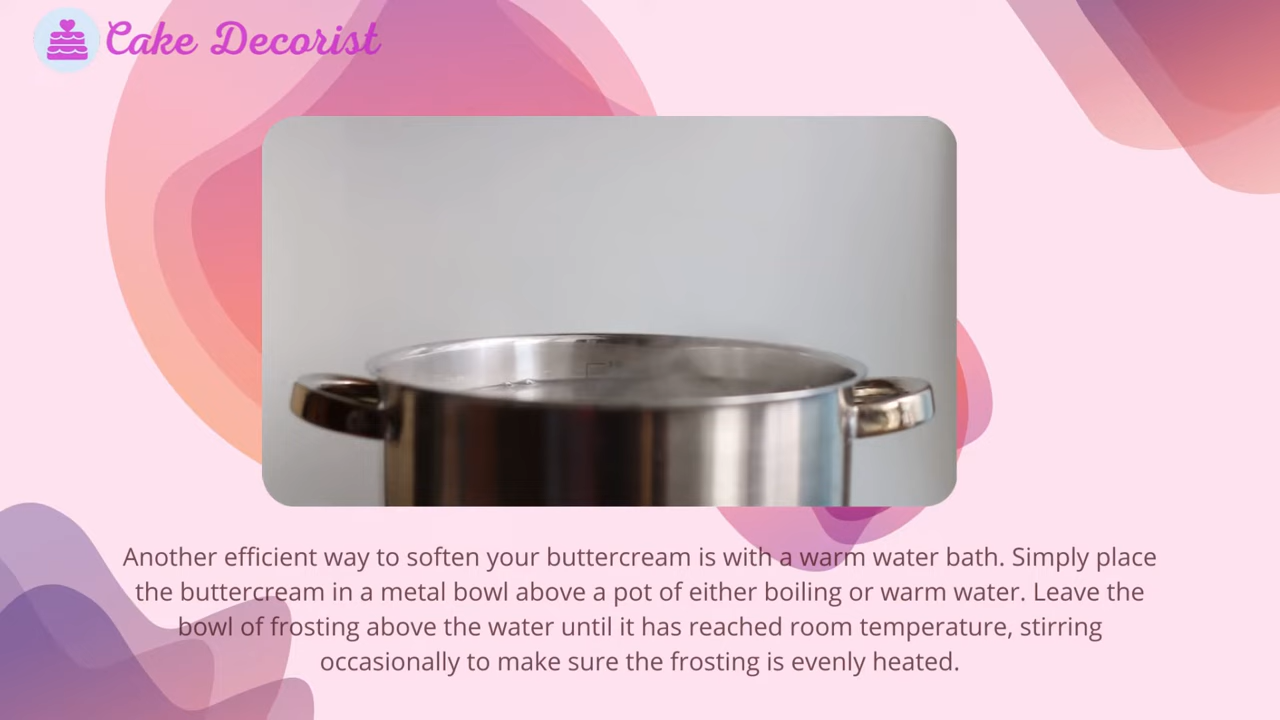 Cake Decorist
Another efficient way to soften your buttercream is with a warm water bath. Simply place
the buttercream in a metal bowl above a pot of either boiling or warm water. Leave the
bowl of frosting above the water until it has reached room temperature, stirring
occasionally to make sure the frosting is evenly heated.